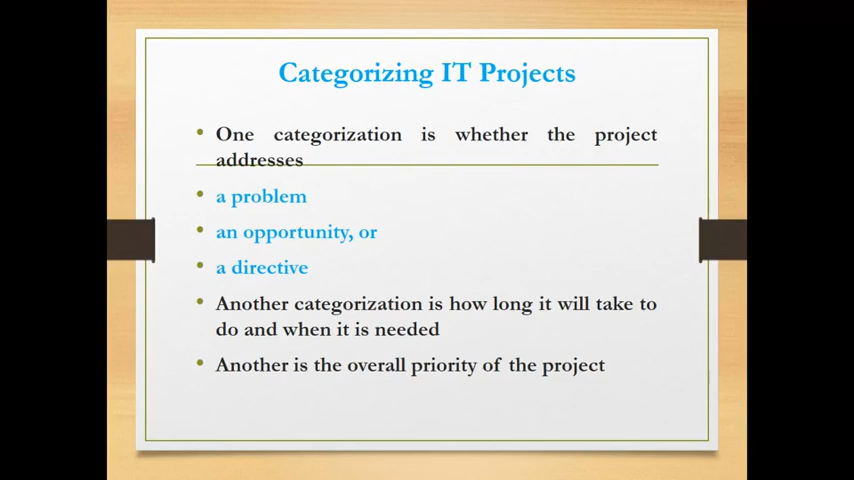 Categorizing IT Projects
• One categorization is whether the project
addresses
• a problem
• an opportunity, or
• a directive
• Another categorization is how long it will take to
do and when it is needed
• Another is the overall priority of the project